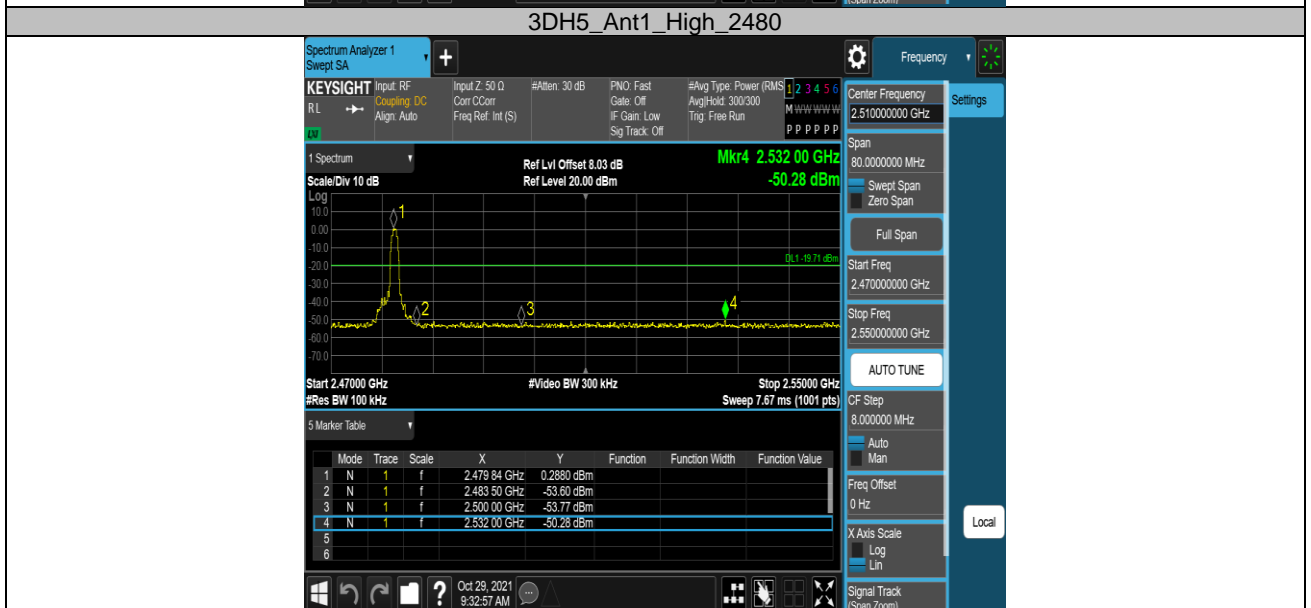 3DH5_Ant1_High_2480
Spectrum Analyzer 1
Swept SA
+
Frequency
KEYSIGHT
RL
LXI
Input: RF
Coupling: DC
Align: Auto
Input Z: 50 Ω
Corr CCorr
Freq Ref: Int (S)
#Atten: 30 dB
PNO: Fast
Gate: Off
IF Gain: Low
Sig Track: Off
#Avg Type: Power (RMS
Avg|Hold: 300/300
Trig: Free Run
1 2 3 4 5 6
M W W W W W
P P P P P P
1 Spectrum
Scale/Div 10 dB
Ref Lvl Offset 8.03 dB
Ref Level 20.00 dBm
Mkr4 2.532 00 GHz
-50.28 dBm
Log
10.0
0.00
-10.0
-20.0
-30.0
-40.0
-50.0
-60.0
-70.0
1
2
3
4
DL1 -19.71 dBm
Start 2.47000 GHz
#Video BW 300 kHz
Stop 2.55000 GHz
#Res BW 100 kHz
Sweep 7.67 ms (1001 pts)
5 Marker Table
Mode Trace Scale X Y Function Function Width Function Value
1 N 1 f 2.479 84 GHz 0.2880 dBm
2 N 1 f 2.483 50 GHz -53.60 dBm
3 N 1 f 2.500 00 GHz -53.77 dBm
4 N 1 f 2.532 00 GHz -50.28 dBm
5
6
?
Oct 29, 2021
9:32:57 AM
Center Frequency
2.510000000 GHz
Settings
Span
80.0000000 MHz
Swept Span
Zero Span
Full Span
Start Freq
2.470000000 GHz
Stop Freq
2.550000000 GHz
AUTO TUNE
CF Step
8.000000 MHz
Auto
Man
Freq Offset
0 Hz
Local
X Axis Scale
Log
Lin
Signal Track
(Span Zoom)